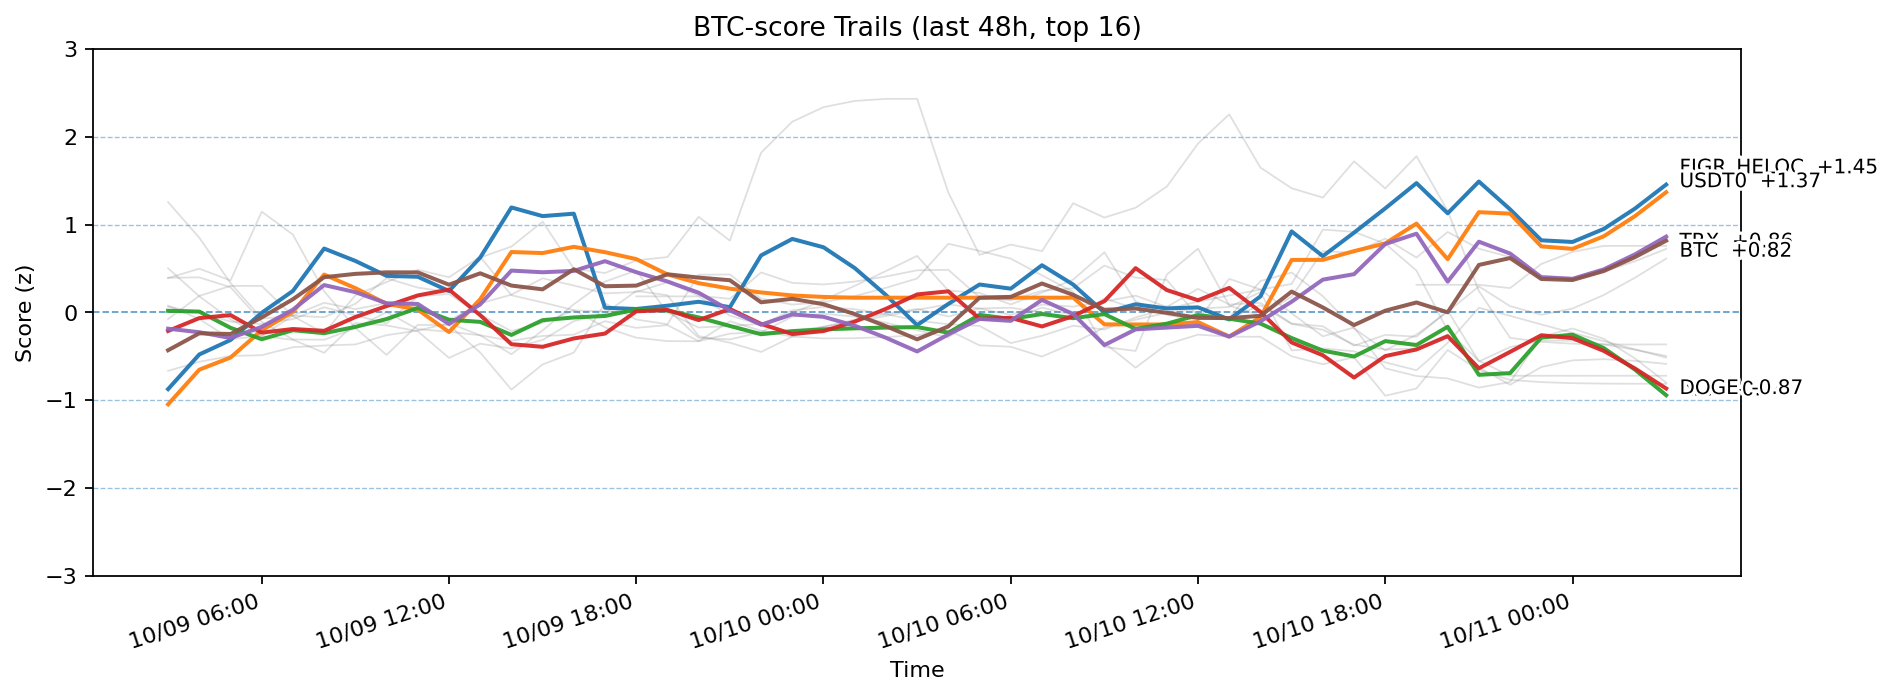 BTC-score Trails (last 48h, top 16)
3
2
1
0
−1
−2
−3
Score (z)
FIGR_HELOC +1.45
USDT0 +1.37
TRX +0.86
BTC +0.82
DOGE -0.87
10/09 06:00
10/09 12:00
10/09 18:00
10/10 00:00
10/10 06:00
10/10 12:00
10/10 18:00
10/11 00:00
Time